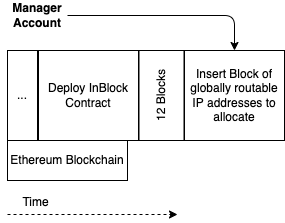 Manager
Account
...
Deploy InBlock
Contract
12 Blocks
Insert Block of
globally routable
IP addresses to
allocate
Ethereum Blockchain
Time